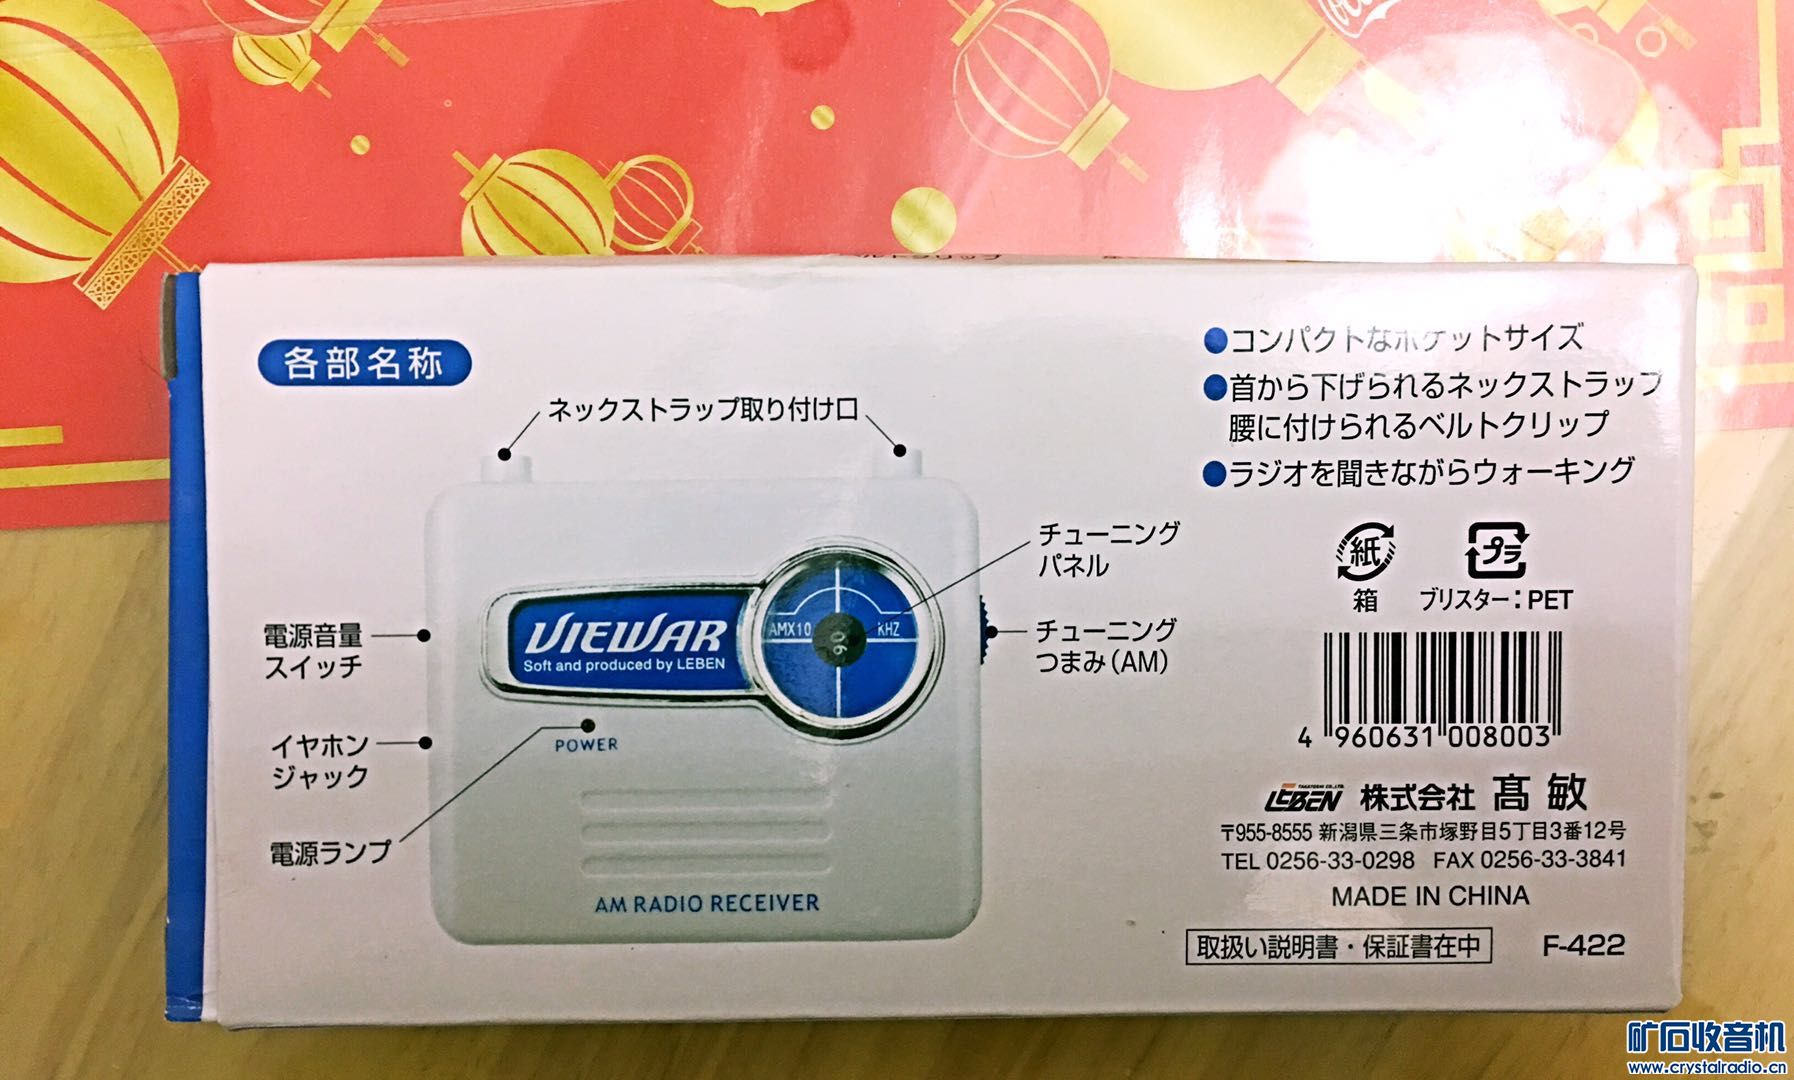 ベルトクリップ
各部名称
ネックストラップ取り付け口
チューニング
パネル
チューニング
つまみ(AM)
電源音量
スイッチ
イヤホン
ジャック
電源ランプ
VIEWAR
Soft and produced by LEBEN
AMX10
KHZ
90
POWER
AM RADIO RECEIVER
●コンパクトなポケットサイズ
●首から下げられるネックストラップ
腰に付けられるベルトクリップ
●ラジオを聞きながらウォーキング
紙
プラ
箱
ブリスター:PET
4 960631 008003
LEBEN 株式会社 髙敏
〒955-8555 新潟県三条市塚野目5丁目3番12号
TEL 0256-33-0298 FAX 0256-33-3841
MADE IN CHINA
取扱い説明書・保証書在中
F-422
矿石收音机
www.crystalradio.cn